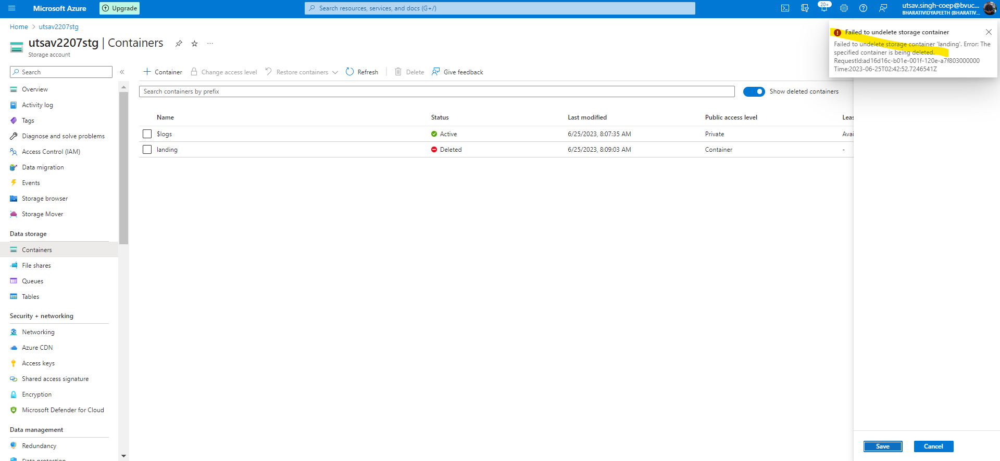 Microsoft Azure
Upgrade
Search resources, services, and docs (G+/)
20+
utsav.singh-coep@bvuc...
BHARATIVIDYAPEETH (BHARATIV...
Home > utsav2207stg
utsav2207stg | Containers
Storage account
Failed to undelete storage container
Failed to undelete storage container 'landing'. Error: The
specified container is being deleted.
RequestId:ad16d16c-b01e-001f-120e-a7f803000000
Time:2023-06-25T02:42:52.7246541Z
Search
Overview
Activity log
Tags
Diagnose and solve problems
Access Control (IAM)
Data migration
Events
Storage browser
Storage Mover
Data storage
Containers
File shares
Queues
Tables
Security + networking
Networking
Azure CDN
Access keys
Shared access signature
Encryption
Microsoft Defender for Cloud
Data management
Redundancy
Data protection
Container Change access level Restore containers Refresh Delete Give feedback
Search containers by prefix
Show deleted containers
Name Status Last modified Public access level Leas
$logs Active 6/25/2023, 8:07:35 AM Private Avai
landing Deleted 6/25/2023, 8:09:03 AM Container -
Save Cancel